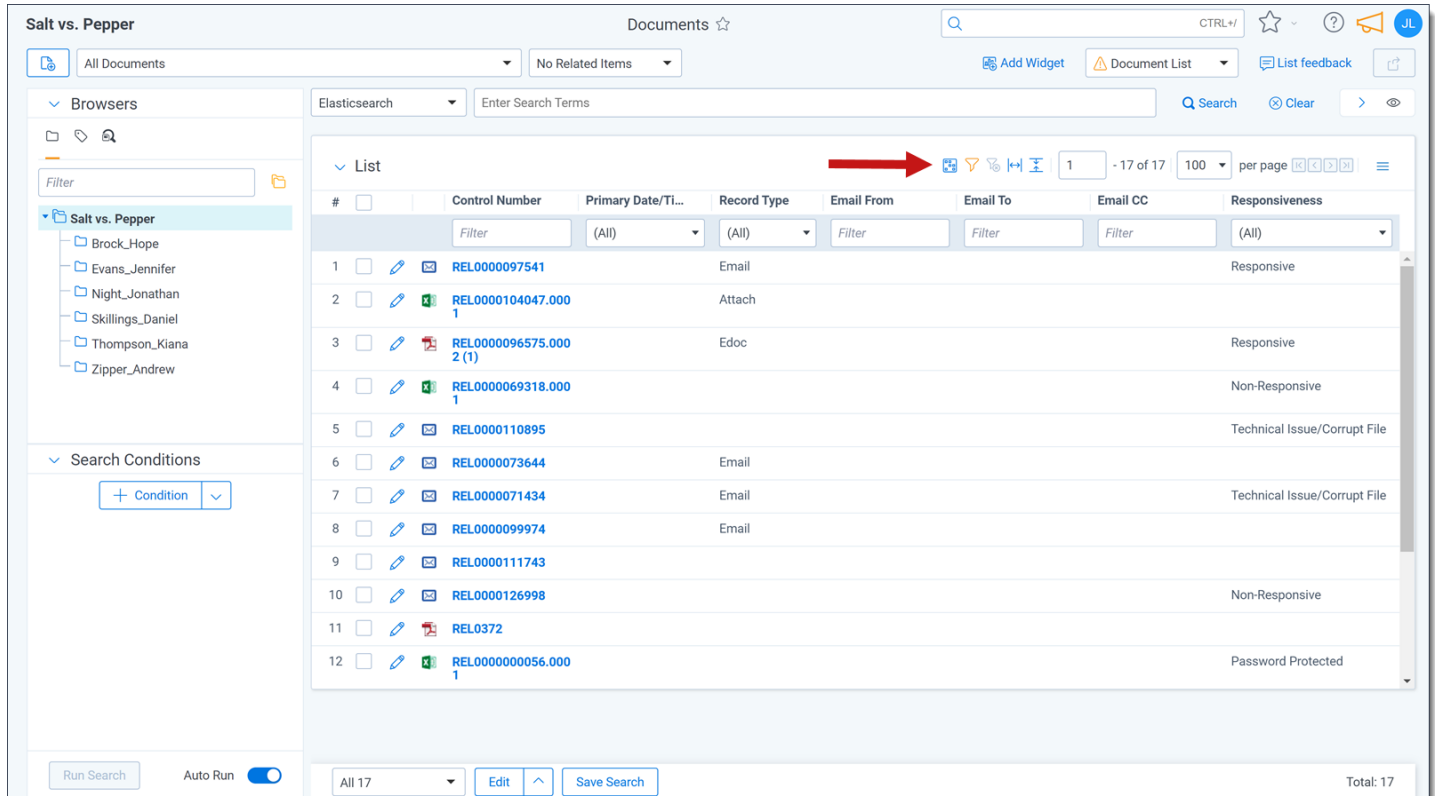 Salt vs. Pepper
Documents
CTRL+/
JL
All Documents
No Related Items
Add Widget
Document List
List feedback
Browsers
Elasticsearch
Enter Search Terms
Search
Clear
List
1
- 17 of 17
100
per page
Filter
Salt vs. Pepper
Brock_Hope
Evans_Jennifer
Night_Jonathan
Skillings_Daniel
Thompson_Kiana
Zipper_Andrew
Search Conditions
Condition
Run Search
Auto Run
# Control Number Primary Date/Ti... Record Type Email From Email To Email CC Responsiveness
Filter (All) (All) Filter Filter Filter (All)
1 REL0000097541 Email Responsive
2 REL0000104047.000 Attach
1
3 REL0000096575.000 Edoc Responsive
2 (1)
4 REL0000069318.000 Non-Responsive
1
5 REL0000110895 Technical Issue/Corrupt File
6 REL0000073644 Email
7 REL0000071434 Email Technical Issue/Corrupt File
8 REL0000099974 Email
9 REL0000111743
10 REL0000126998 Non-Responsive
11 REL0372
12 REL0000000056.000 Password Protected
1
All 17
Edit
Save Search
Total: 17